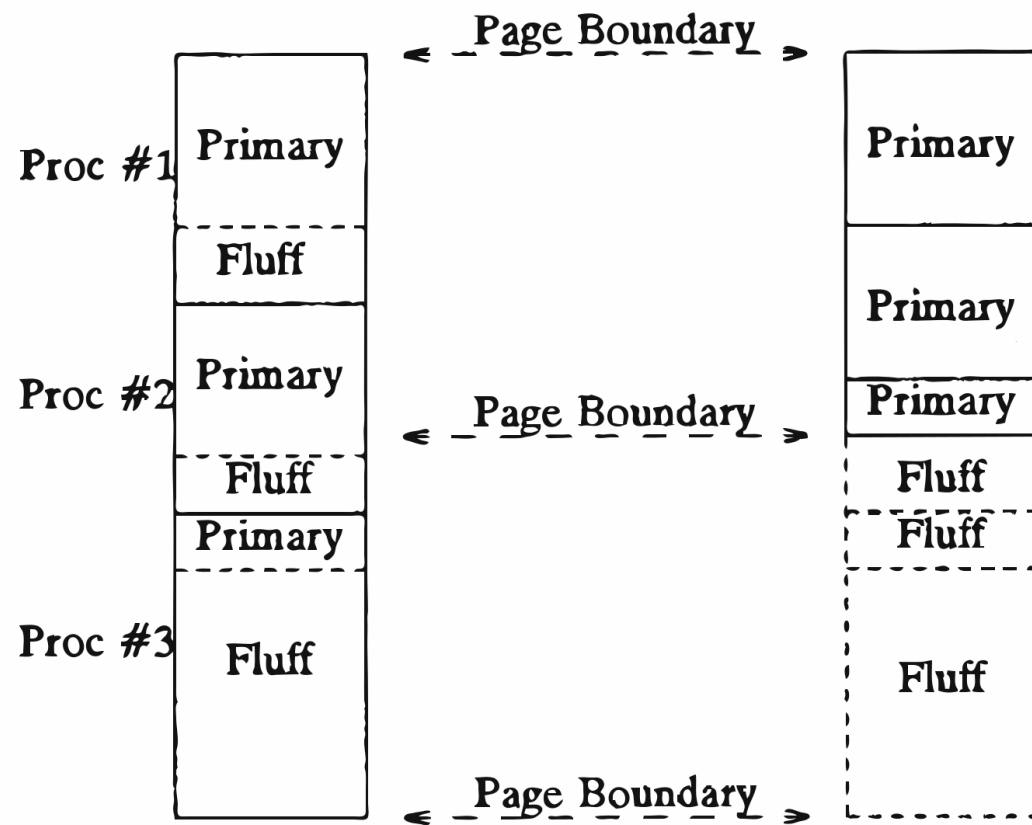 Page Boundary
Proc #1 Primary Primary
Fluff
Primary
Proc #2 Primary
Page Boundary Primary
Fluff Fluff
Primary Fluff
Proc #3 Fluff Fluff
Page Boundary